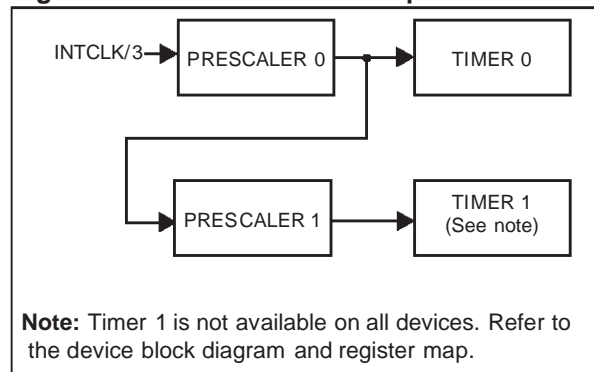 INTCLK/3
PRESCALER 0
TIMER 0
PRESCALER 1
TIMER 1
(See note)
Note: Timer 1 is not available on all devices. Refer to
the device block diagram and register map.